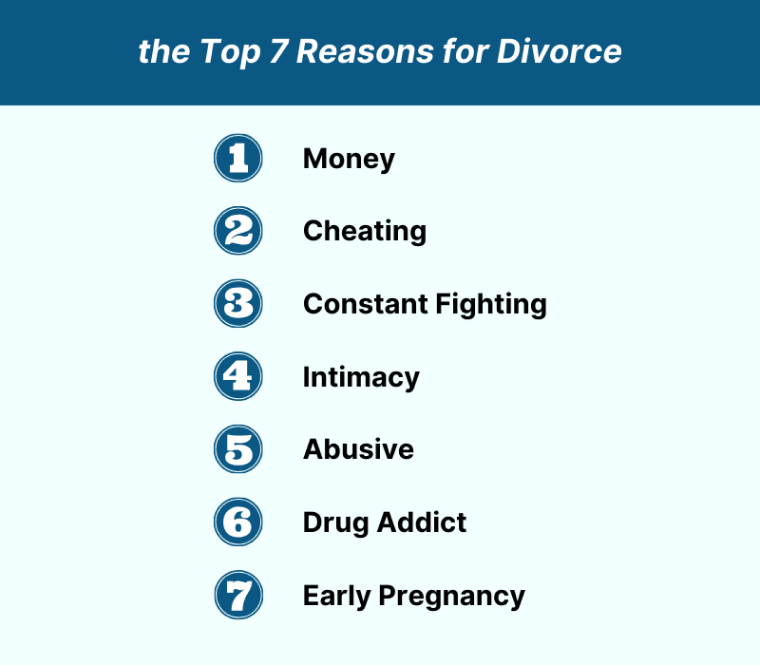 the Top 7 Reasons for Divorce
1 Money
2 Cheating
3 Constant Fighting
4 Intimacy
5 Abusive
6 Drug Addict
7 Early Pregnancy